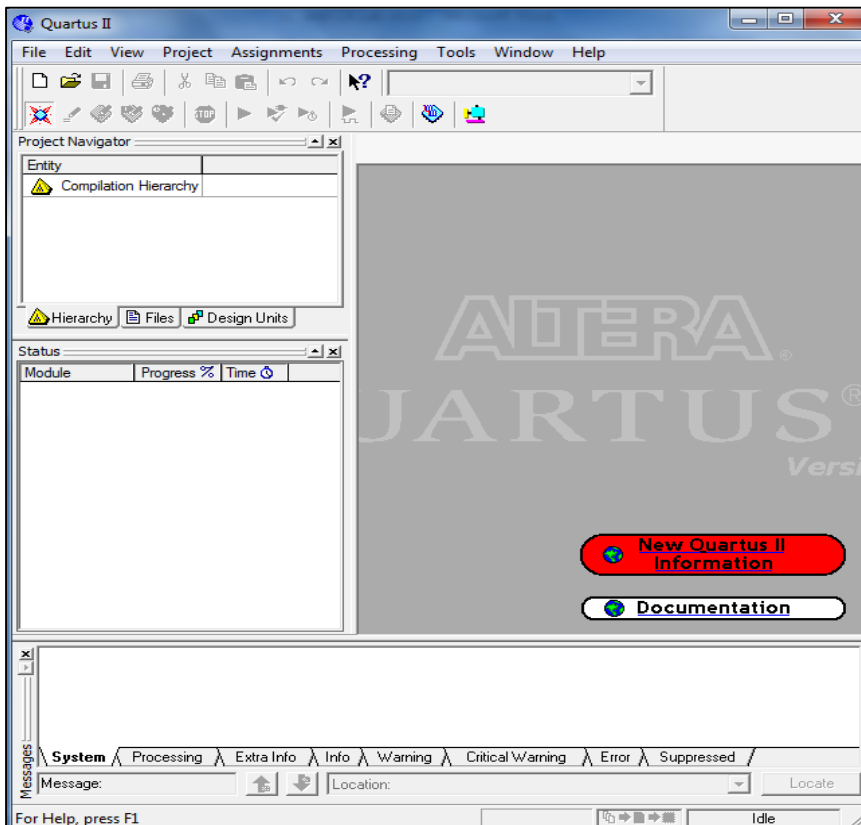 Quartus II
File Edit View Project Assignments Processing Tools Window Help
STOP
Project Navigator
Entity
Compilation Hierarchy
Hierarchy Files Design Units
Status
Module Progress % Time
ALTERA®
UARTUS®
Versi
New Quartus II
Information
Documentation
Messages
System Processing Extra Info Info Warning Critical Warning Error Suppressed
Message: Location: Locate
For Help, press F1 Idle